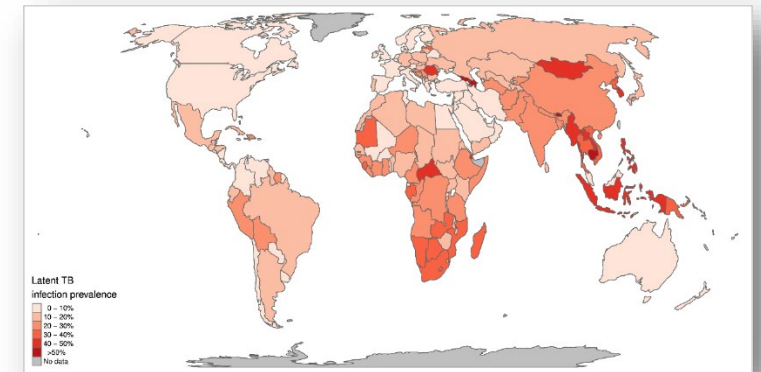 Latent TB
infection prevalence
0 – 10%
10 – 20%
20 – 30%
30 – 40%
40 – 50%
>50%
No data